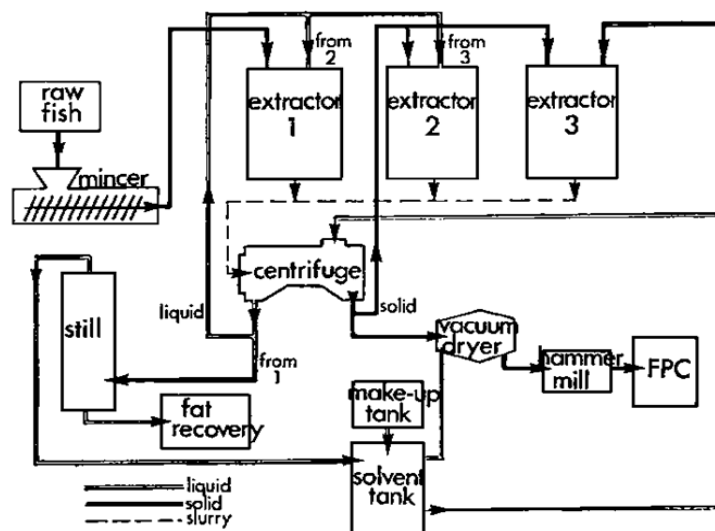 from
2
from
3
raw
fish
extractor
1
extractor
2
extractor
3
mincer
centrifuge
liquid
solid
still
from
1
vacuum
dryer
hammer
mill
FPC
make-up
tank
fat
recovery
solvent
tank
liquid
solid
slurry